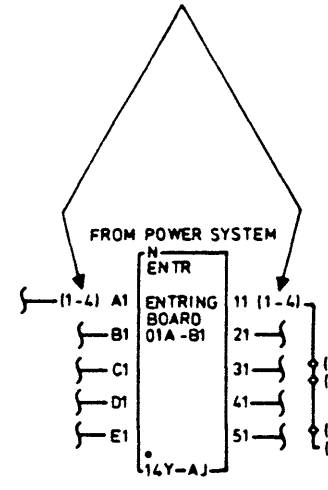 FROM POWER SYSTEM
N
ENTR
(1-4) A1 ENTRING 11 (1-4)
B1 BOARD 21
01A-B1
C1 31 (
(
D1 41
E1 51 (
(
14Y-AJ